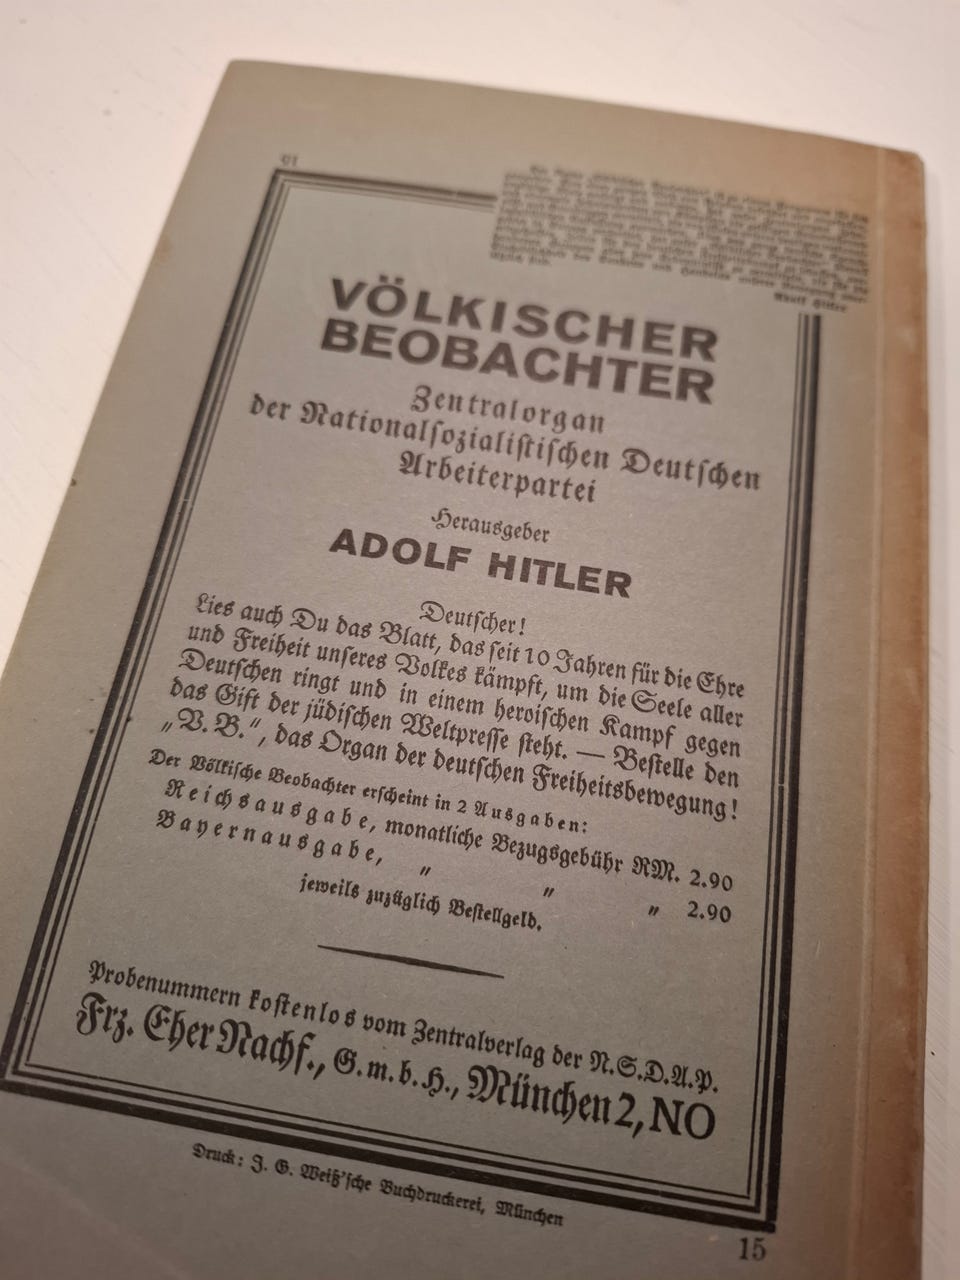 VÖLKISCHER
BEOBACHTER
Zentralorgan
der Nationalsozialistischen Deutschen
Arbeiterpartei
Herausgeber
ADOLF HITLER
Deutscher!
Lies auch Du das Blatt, das seit 10 Jahren für die Ehre
und Freiheit unseres Volkes kämpft, um die Seele aller
Deutschen ringt und in einem heroischen Kampf gegen
das Gift der jüdischen Weltpresse steht. — Bestelle den
„V. B.“, das Organ der deutschen Freiheitsbewegung!
Der Völkische Beobachter erscheint in 2 Ausgaben:
Reichsausgabe, monatliche Bezugsgebühr RM. 2.90
Bayernausgabe, " " " 2.90
jeweils zuzüglich Bestellgeld.
Probenummern kostenlos vom Zentralverlag der N.S.D.A.P.
Frz. Eher Nachf., G.m.b.H., München 2, NO
Druck: J. G. Weiß'sche Buchdruckerei, München
15